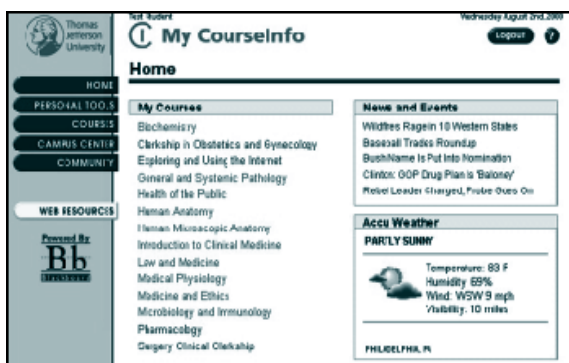 Thomas
Jefferson
University
Test Student
Wednesday August 2nd, 2000
My CourseInfo
Logout
?
Home
HOME
PERSONAL TOOLS
COURSES
CAMPUS CENTER
COMMUNITY
WEB RESOURCES
Powered By
Bb
Blackboard
My Courses
Biochemistry
Clerkship in Obstetrics and Gynecology
Exploring and Using the Internet
General and Systemic Pathology
Health of the Public
Human Anatomy
Human Microscopic Anatomy
Introduction to Clinical Medicine
Law and Medicine
Medical Physiology
Medicine and Ethics
Microbiology and Immunology
Pharmacology
Surgery Clinical Clerkship
News and Events
Wildfires Rage in 10 Western States
Baseball Trades Roundup
Bush Name Is Put Into Nomination
Clinton: GOP Drug Plan is 'Baloney'
Rebel Leader Charged, Probe Goes On
Accu Weather
PARTLY SUNNY
Temperature: 83 F
Humidity 69%
Wind: WSW 9 mph
Visibility: 10 miles
PHILADELPHIA, PA